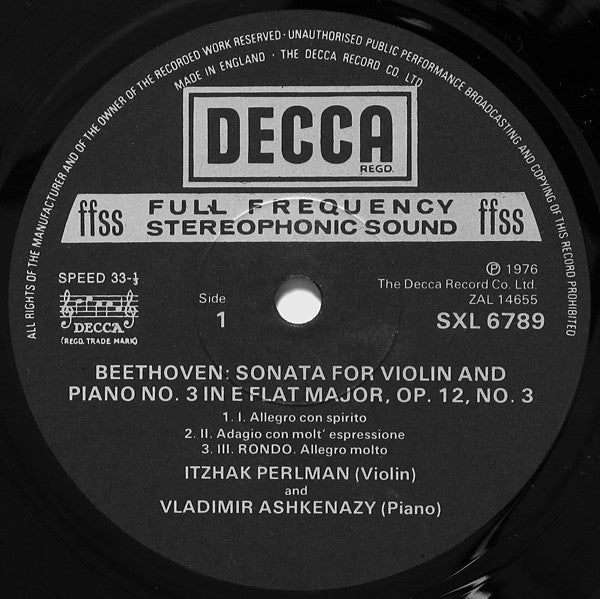 ALL RIGHTS OF THE MANUFACTURER AND OF THE OWNER OF THE RECORDED WORK RESERVED · UNAUTHORISED PUBLIC PERFORMANCE BROADCASTING AND COPYING OF THIS RECORD PROHIBITED
MADE IN ENGLAND · THE DECCA RECORD CO LTD
DECCA
REGD.
ffss FULL FREQUENCY STEREOPHONIC SOUND ffss
SPEED 33-⅓
DECCA
(REGD. TRADE MARK)
Side
1
℗ 1976
The Decca Record Co. Ltd.
ZAL 14655
SXL 6789
BEETHOVEN: SONATA FOR VIOLIN AND
PIANO NO. 3 IN E FLAT MAJOR, OP. 12, NO. 3
1. I. Allegro con spirito
2. II. Adagio con molt' espressione
3. III. RONDO. Allegro molto
ITZHAK PERLMAN (Violin)
and
VLADIMIR ASHKENAZY (Piano)